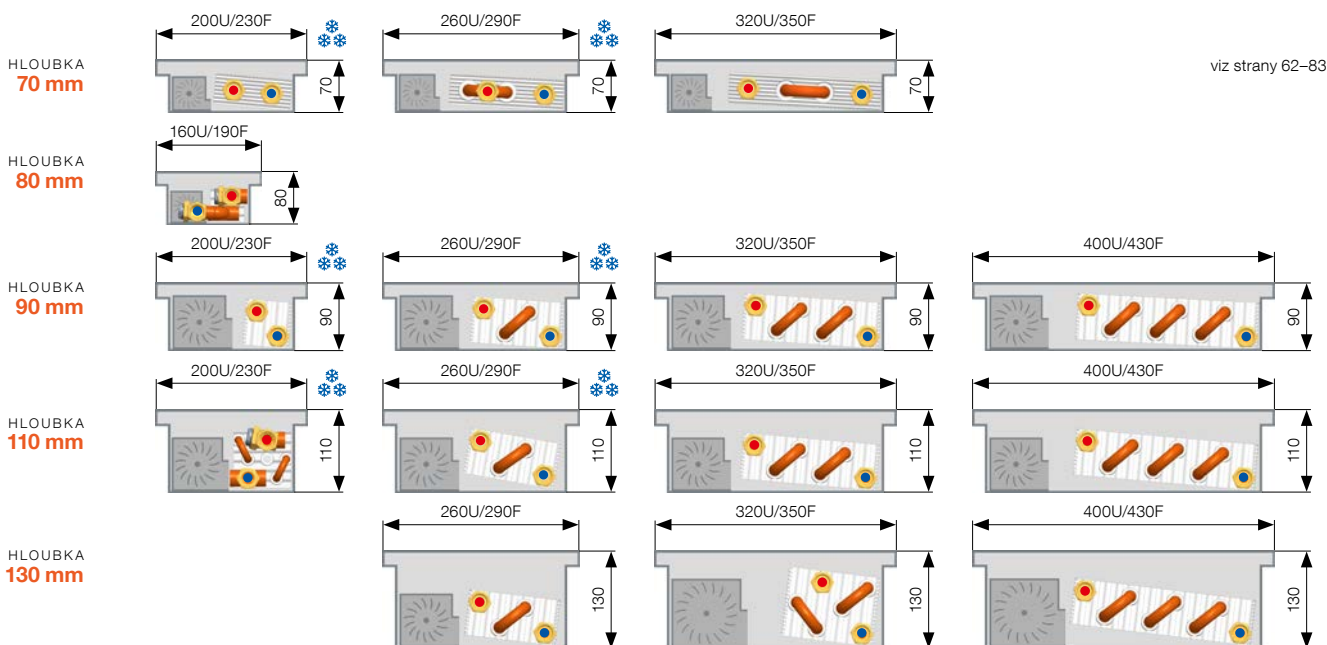 200U/230F 260U/290F 320U/350F
HLOUBKA
70 mm
70 70 70
viz strany 62–83
160U/190F
HLOUBKA
80 mm
80
200U/230F 260U/290F 320U/350F 400U/430F
HLOUBKA
90 mm
90 90 90 90
200U/230F 260U/290F 320U/350F 400U/430F
HLOUBKA
110 mm
110 110 110 110
260U/290F 320U/350F 400U/430F
HLOUBKA
130 mm
130 130 130